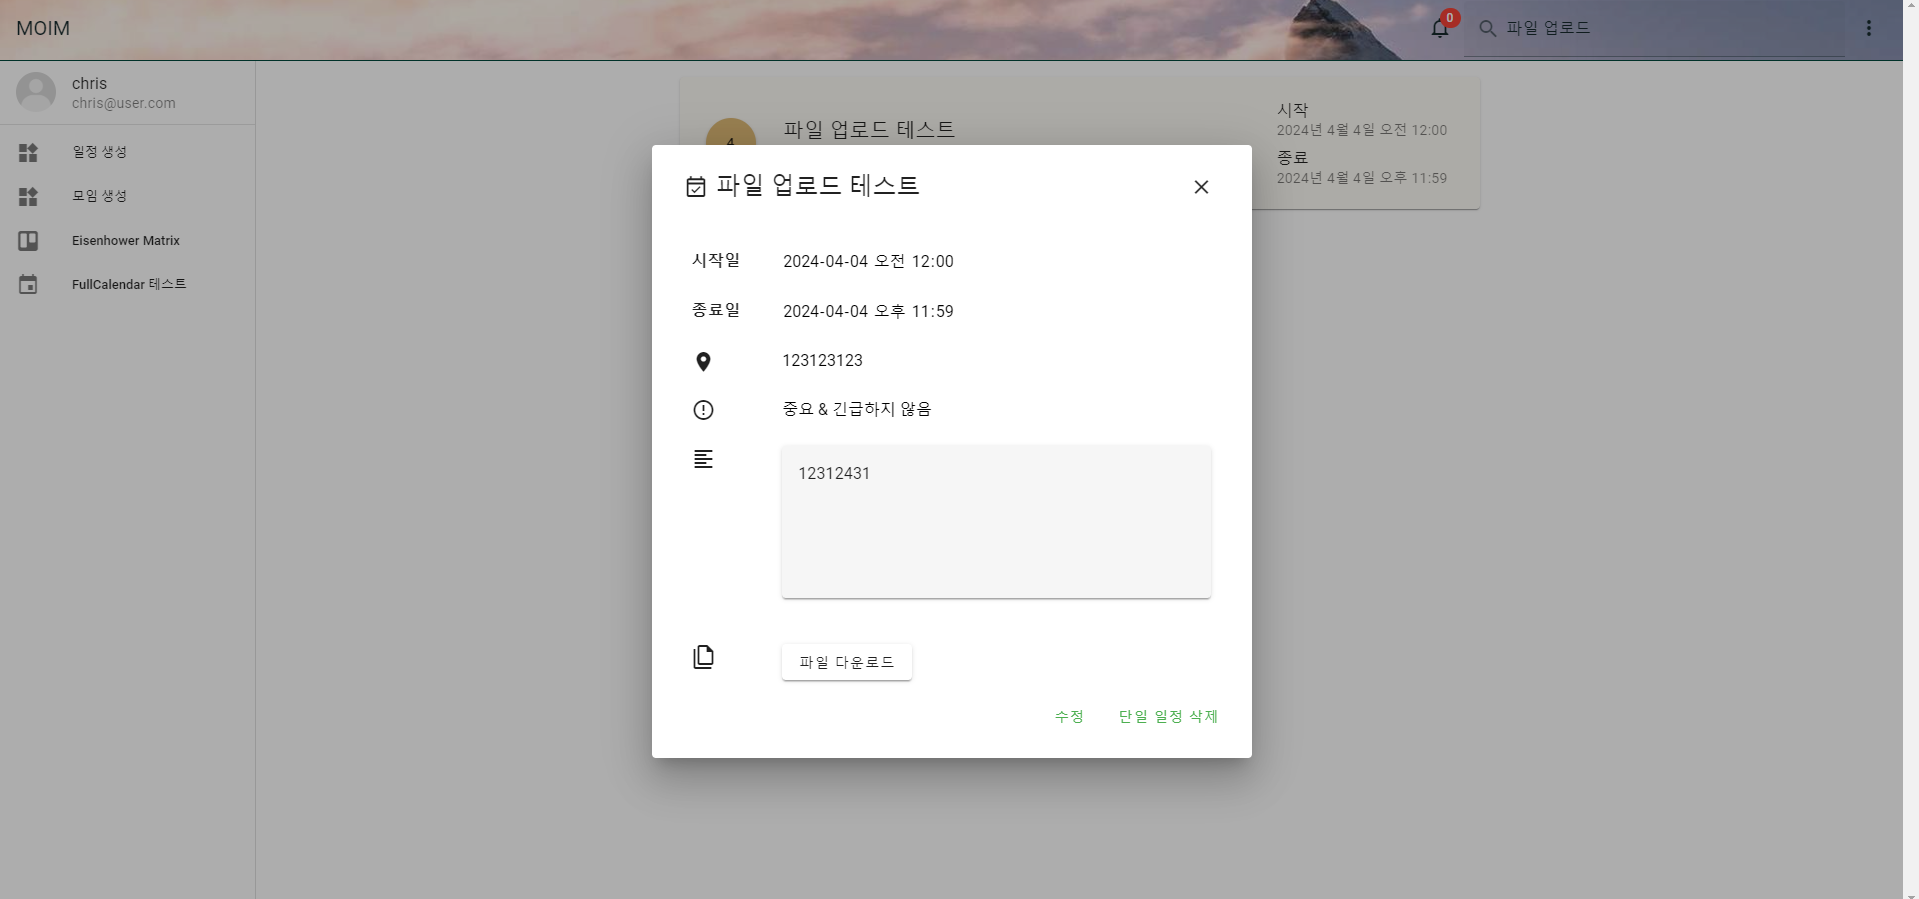 MOIM
0
파일 업로드
chris
chris@user.com
일정 생성
모임 생성
Eisenhower Matrix
FullCalendar 테스트
4
파일 업로드 테스트
시작
2024년 4월 4일 오전 12:00
종료
2024년 4월 4일 오후 11:59
파일 업로드 테스트
시작일
2024-04-04 오전 12:00
종료일
2024-04-04 오후 11:59
123123123
중요 & 긴급하지 않음
12312431
파일 다운로드
수정
단일 일정 삭제